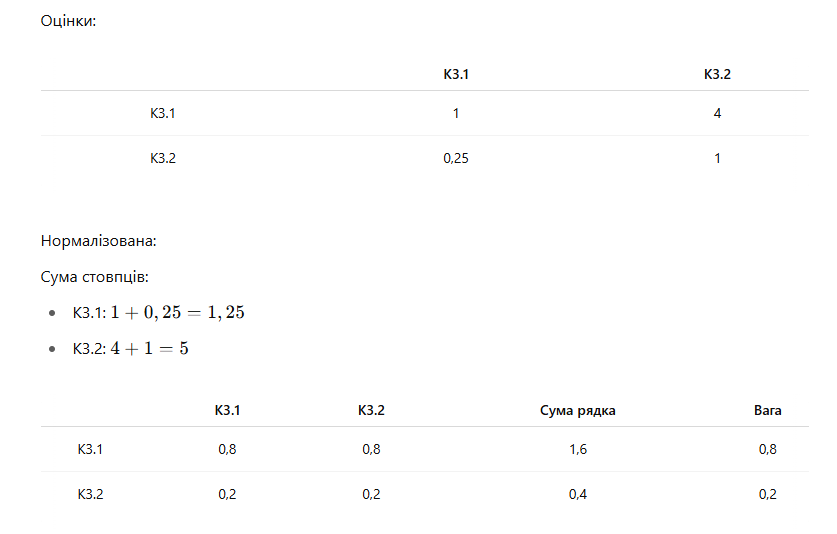 Оцінки:
К3.1 К3.2
К3.1 1 4
К3.2 0,25 1
Нормалізована:
Сума стовпців:
• К3.1: 1 + 0, 25 = 1, 25
• К3.2: 4 + 1 = 5
К3.1 К3.2 Сума рядка Вага
К3.1 0,8 0,8 1,6 0,8
К3.2 0,2 0,2 0,4 0,2